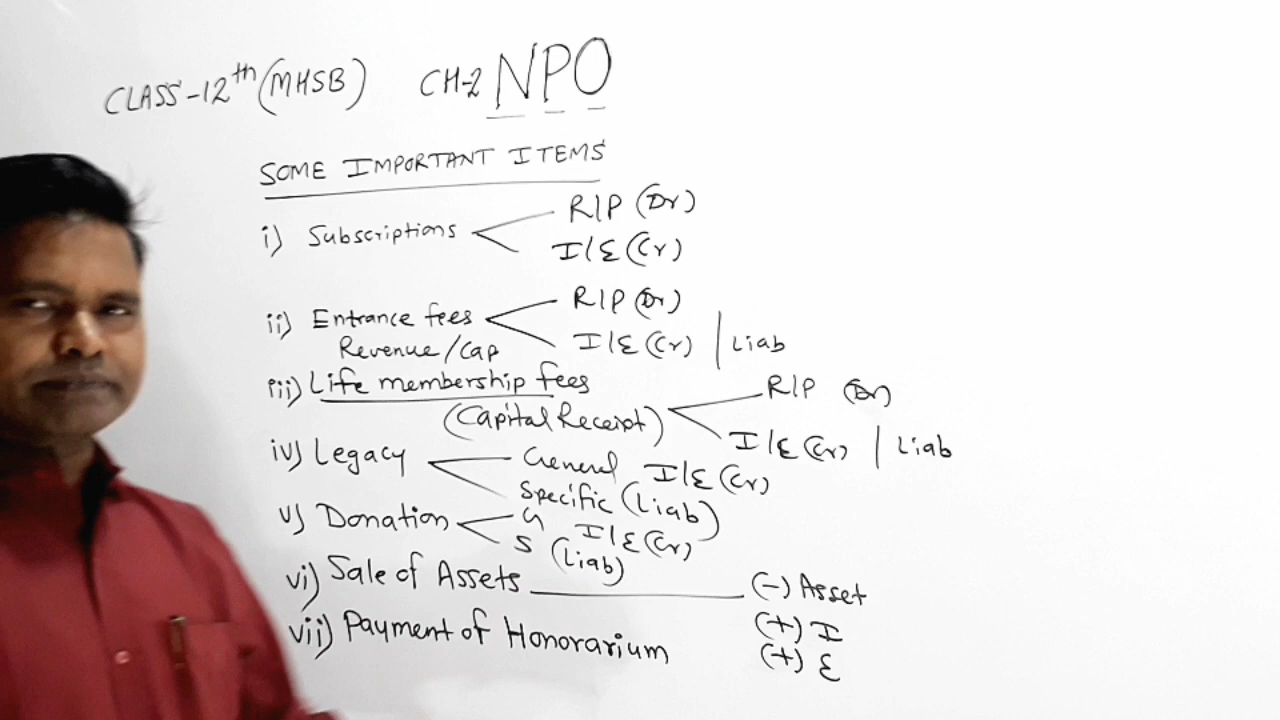 CLASS-12th (MHSB) CH-2 NPO
SOME IMPORTANT ITEMS
i) Subscriptions R/P (Dr)
I/E (Cr)
ii) Entrance fees R/P (Dr)
Revenue/Cap I/E (Cr) | Liab
iii) Life membership fees R/P (Dr)
(Capital Receipt) I/E (Cr) | Liab
iv) Legacy General I/E (Cr)
Specific (Liab)
v) Donation G I/E (Cr)
S (Liab)
vi) Sale of Assets (-) Asset
(+) I
(+) E
vii) Payment of Honorarium